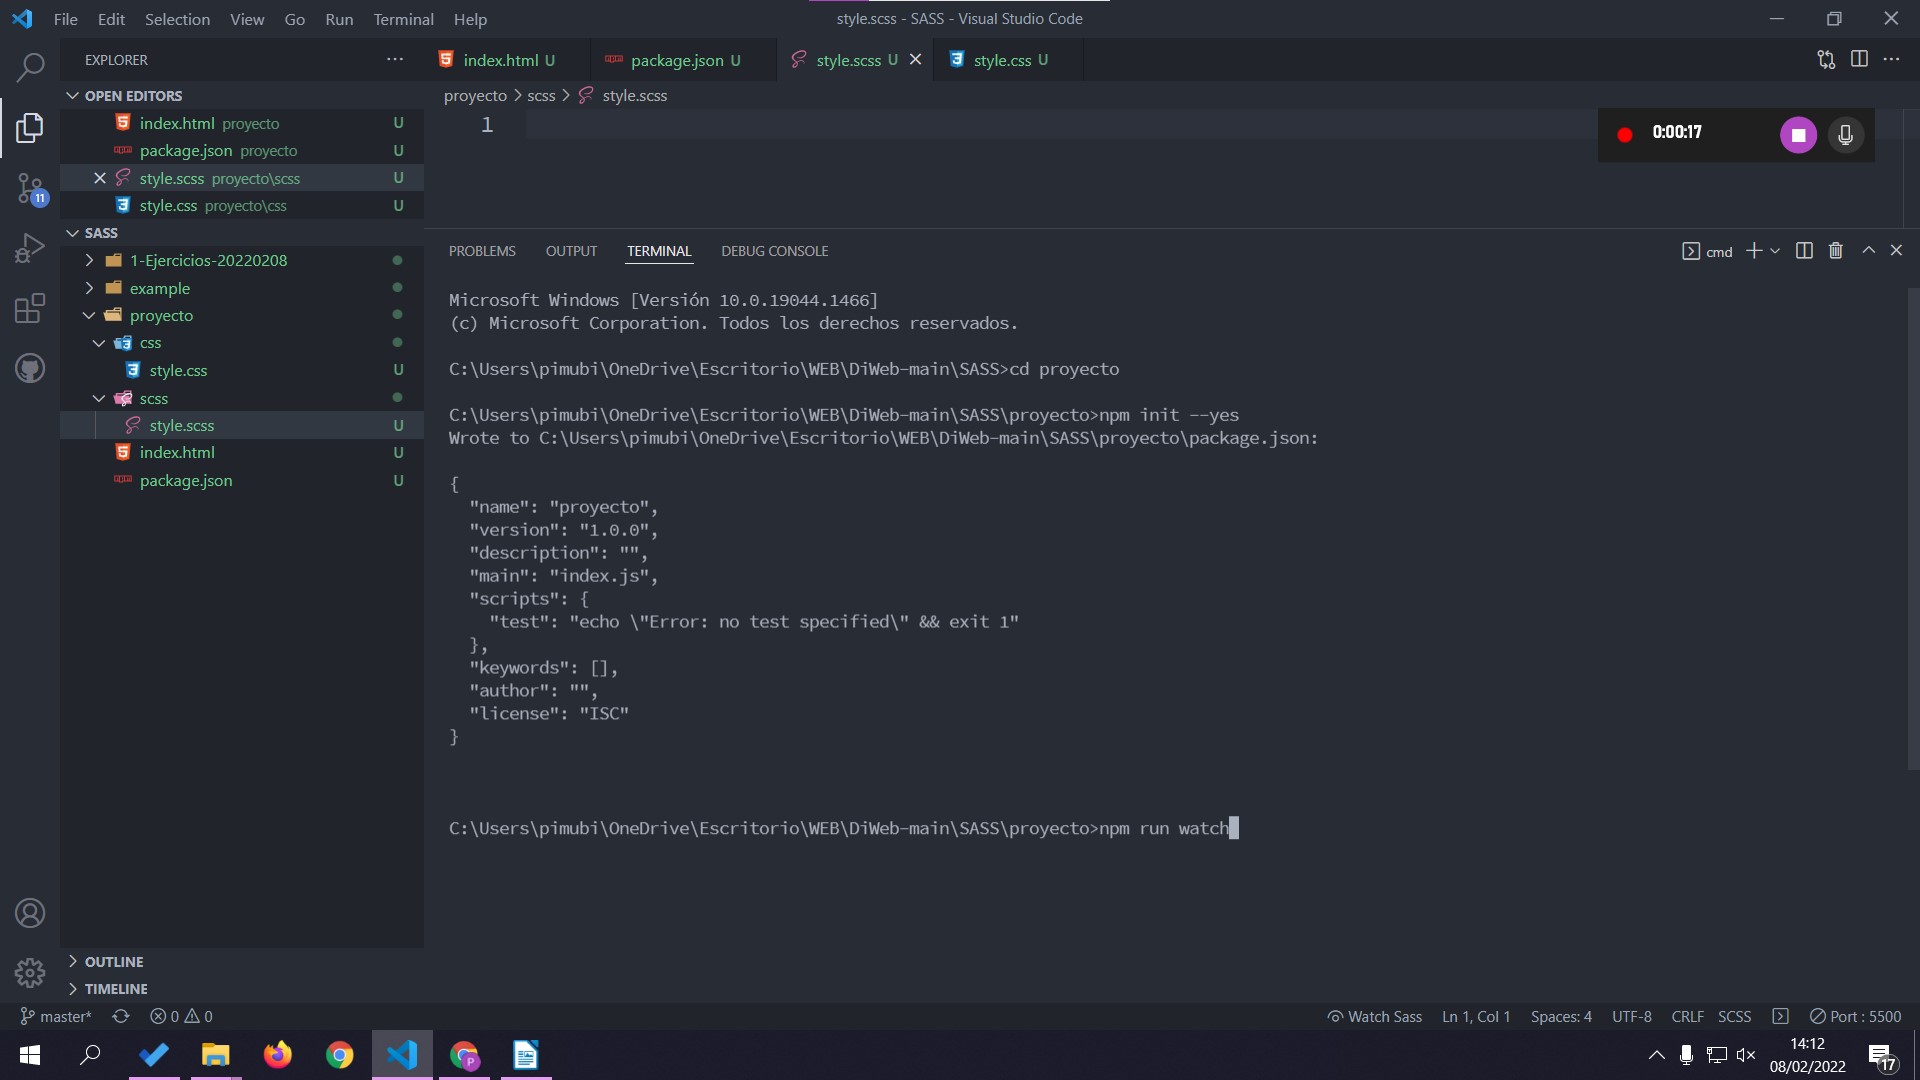 File Edit Selection View Go Run Terminal Help
style.scss - SASS - Visual Studio Code
EXPLORER
index.html U
package.json U
style.scss U
style.css U
OPEN EDITORS
index.html proyecto U
package.json proyecto U
style.scss proyecto\scss U
style.css proyecto\css U
11
SASS
1-Ejercicios-20220208
example
proyecto
css
style.css U
scss
style.scss U
index.html U
package.json U
OUTLINE
TIMELINE
proyecto > scss > style.scss
1
0:00:17
PROBLEMS OUTPUT TERMINAL DEBUG CONSOLE
cmd
Microsoft Windows [Versión 10.0.19044.1466]
(c) Microsoft Corporation. Todos los derechos reservados.
C:\Users\pimubi\OneDrive\Escritorio\WEB\DiWeb-main\SASS>cd proyecto
C:\Users\pimubi\OneDrive\Escritorio\WEB\DiWeb-main\SASS\proyecto>npm init --yes
Wrote to C:\Users\pimubi\OneDrive\Escritorio\WEB\DiWeb-main\SASS\proyecto\package.json:
{
"name": "proyecto",
"version": "1.0.0",
"description": "",
"main": "index.js",
"scripts": {
"test": "echo \"Error: no test specified\" && exit 1"
},
"keywords": [],
"author": "",
"license": "ISC"
}
C:\Users\pimubi\OneDrive\Escritorio\WEB\DiWeb-main\SASS\proyecto>npm run watch
master* 0 0
Watch Sass Ln 1, Col 1 Spaces: 4 UTF-8 CRLF SCSS Port : 5500
P
14:12
08/02/2022
17